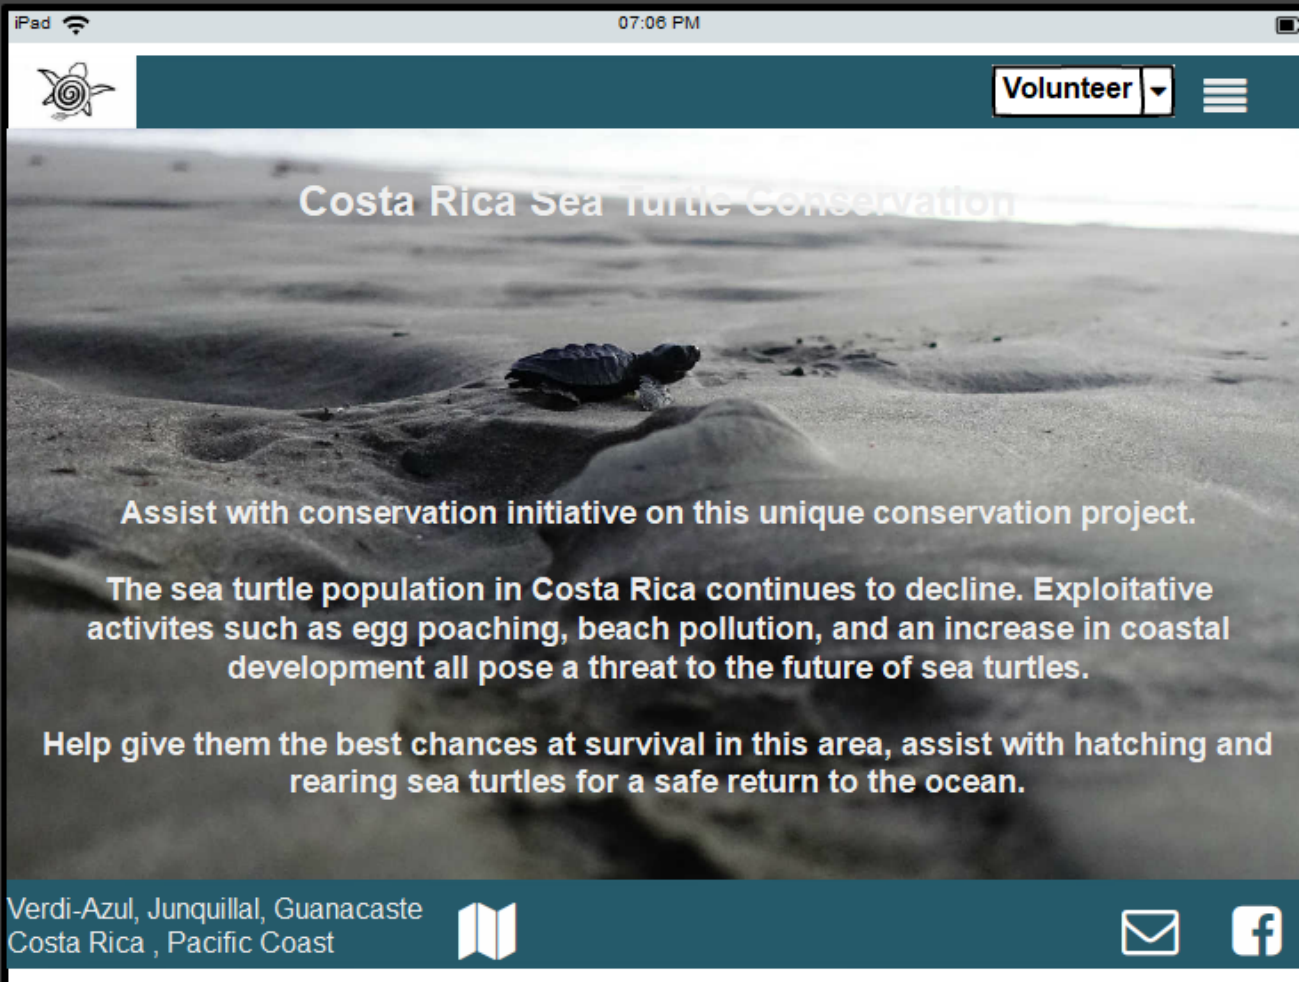 iPad
07:06 PM
Volunteer
Costa Rica Sea Turtle Conservation
Assist with conservation initiative on this unique conservation project.
The sea turtle population in Costa Rica continues to decline. Exploitative
activites such as egg poaching, beach pollution, and an increase in coastal
development all pose a threat to the future of sea turtles.
Help give them the best chances at survival in this area, assist with hatching and
rearing sea turtles for a safe return to the ocean.
Verdi-Azul, Junquillal, Guanacaste
Costa Rica , Pacific Coast